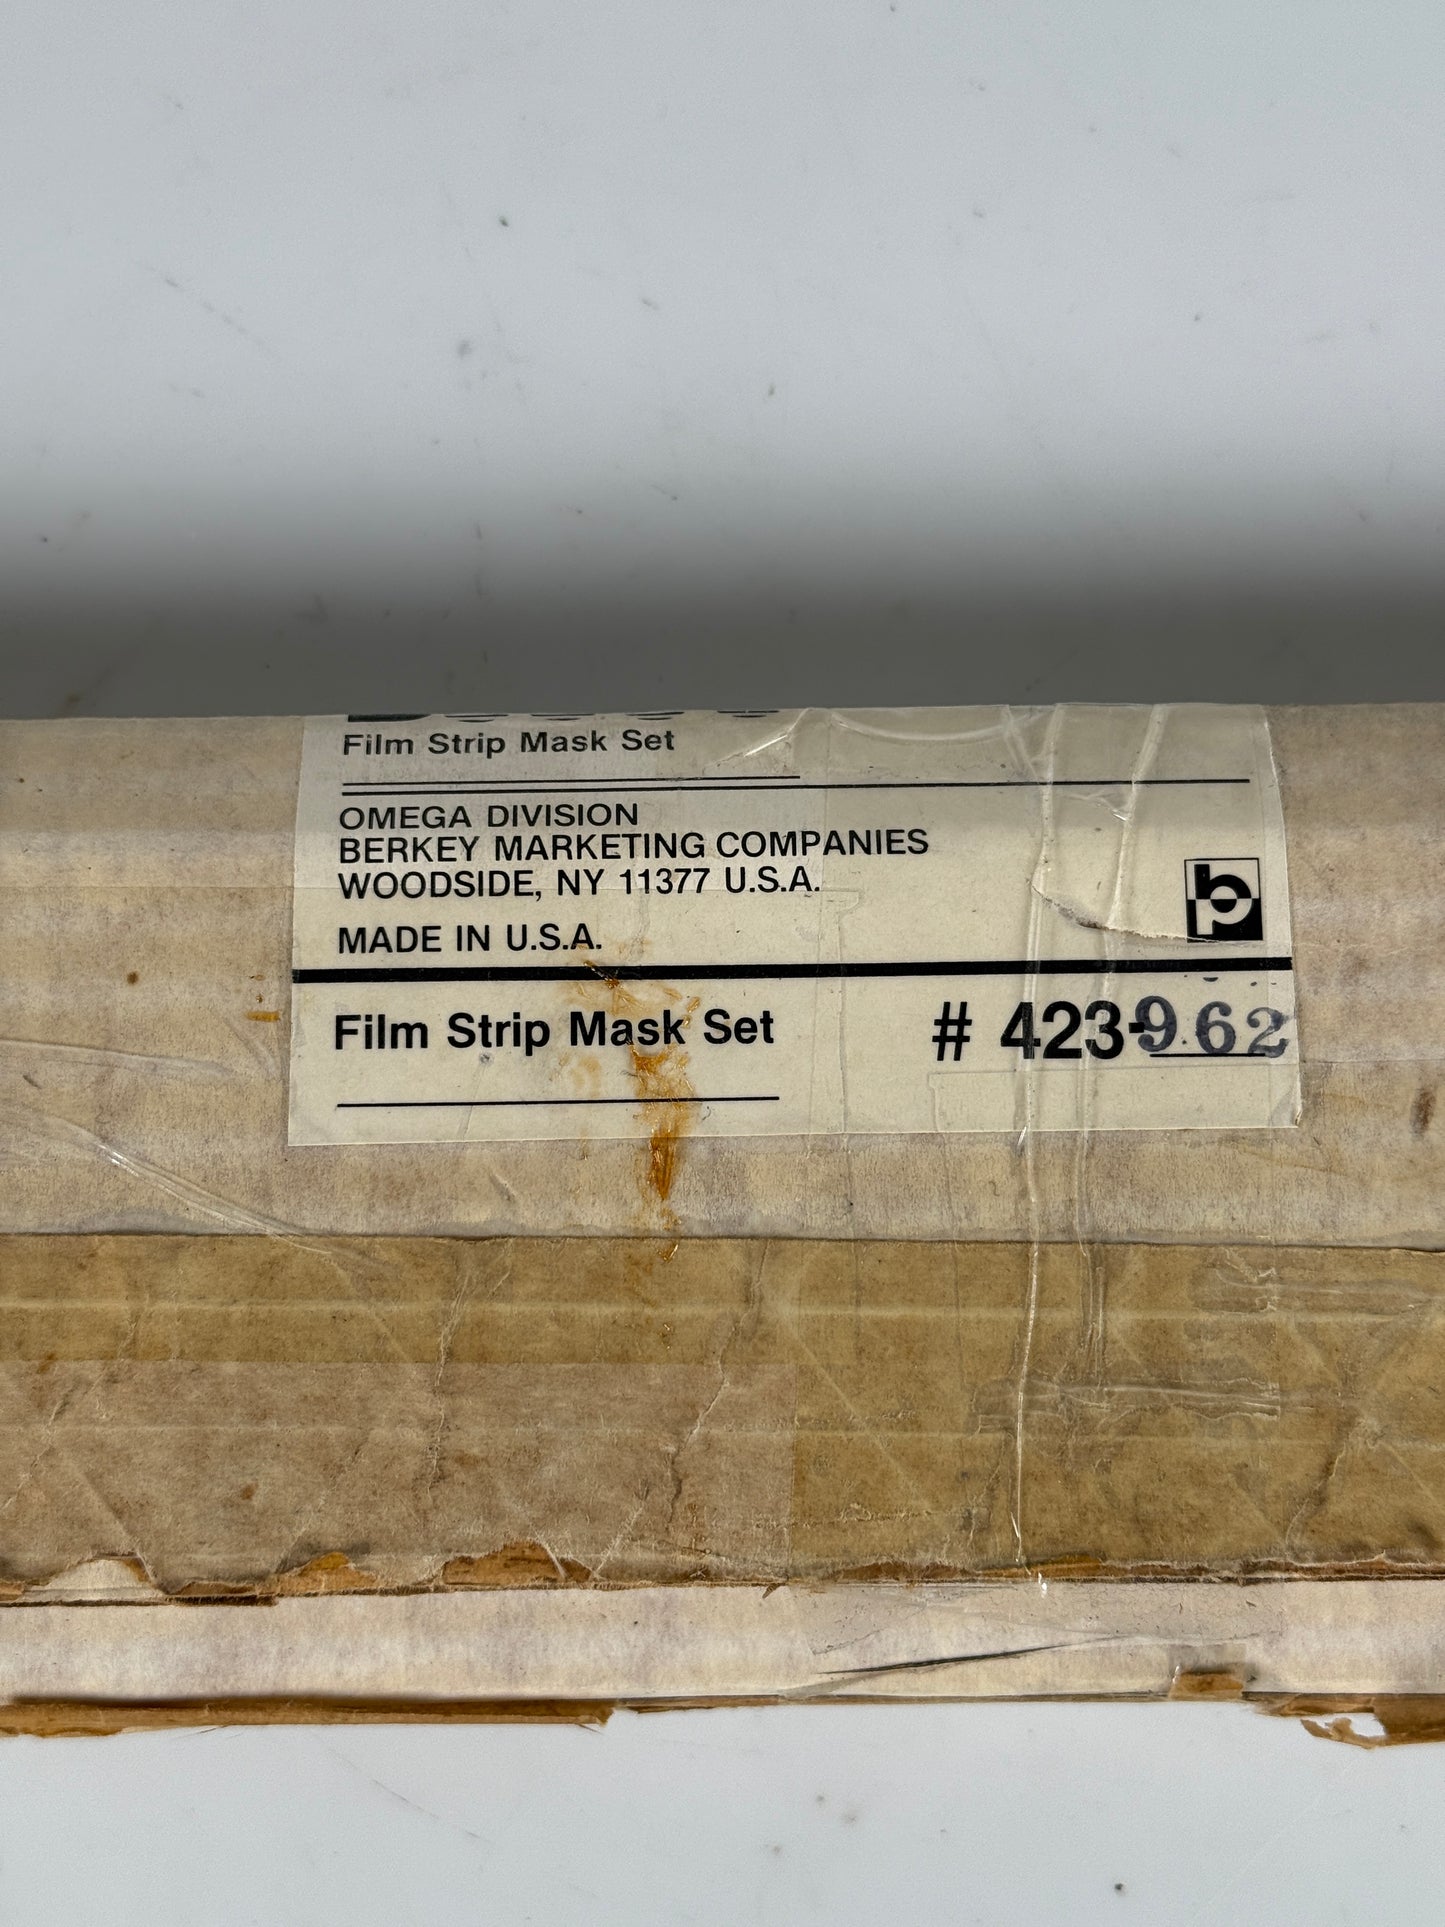 Film Strip Mask Set
OMEGA DIVISION
BERKEY MARKETING COMPANIES
WOODSIDE, NY 11377 U.S.A.
MADE IN U.S.A.
bp
Film Strip Mask Set # 423-962